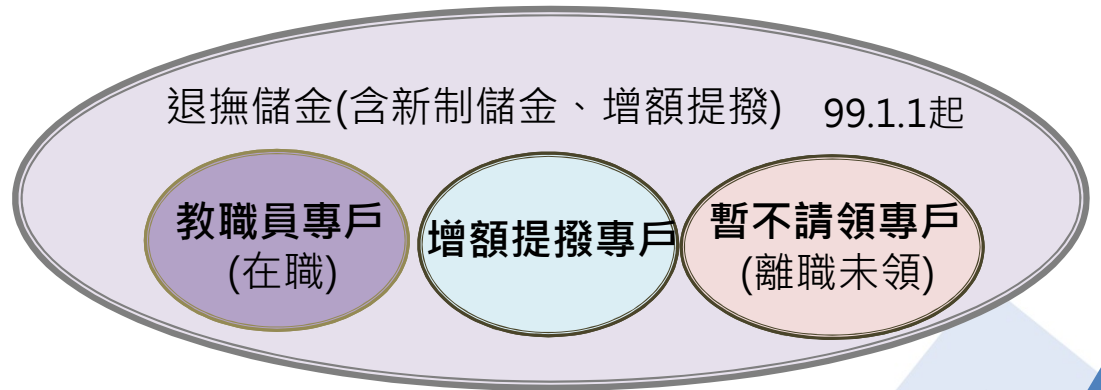 退撫儲金(含新制儲金、增額提撥) 99.1.1起
教職員專戶
(在職)
增額提撥專戶
暫不請領專戶
(離職未領)